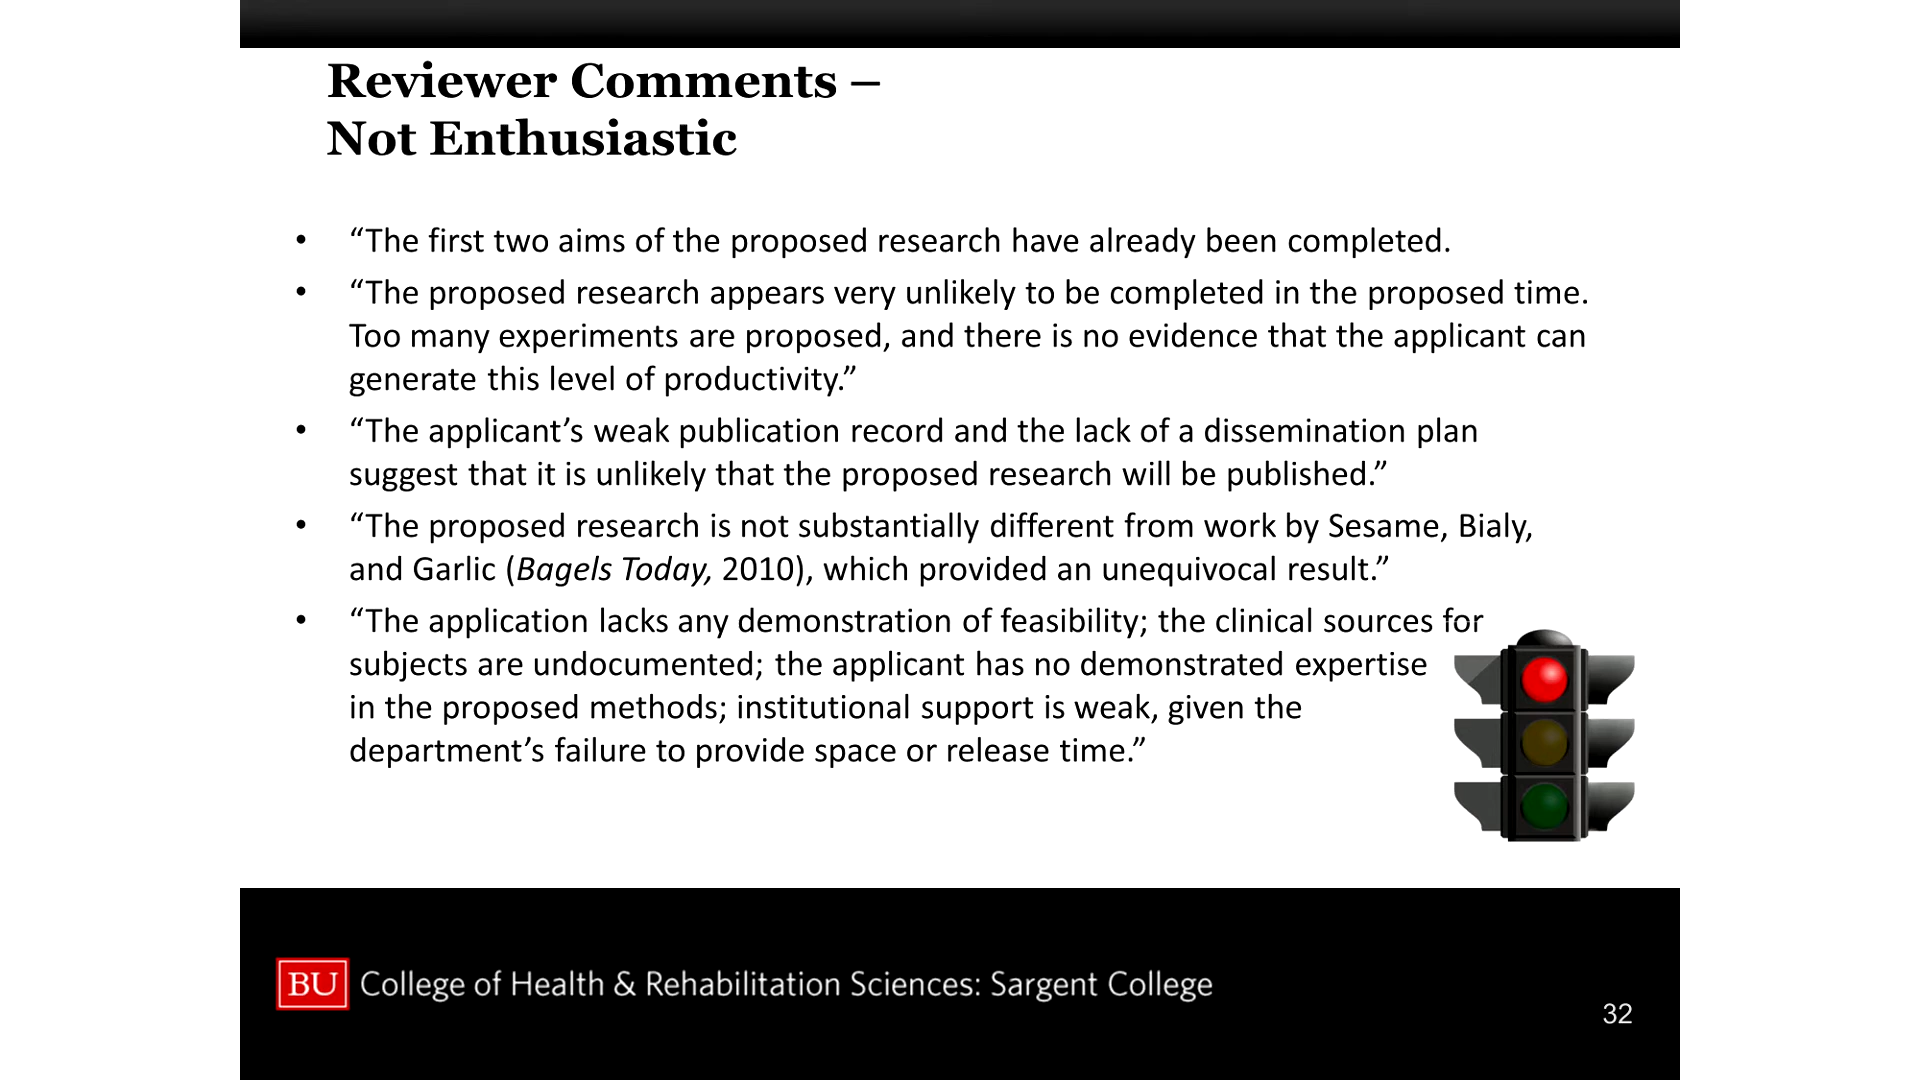 Reviewer Comments –
Not Enthusiastic
• “The first two aims of the proposed research have already been completed.
• “The proposed research appears very unlikely to be completed in the proposed time.
Too many experiments are proposed, and there is no evidence that the applicant can
generate this level of productivity.”
• “The applicant’s weak publication record and the lack of a dissemination plan
suggest that it is unlikely that the proposed research will be published.”
• “The proposed research is not substantially different from work by Sesame, Bialy,
and Garlic (Bagels Today, 2010), which provided an unequivocal result.”
• “The application lacks any demonstration of feasibility; the clinical sources for
subjects are undocumented; the applicant has no demonstrated expertise
in the proposed methods; institutional support is weak, given the
department’s failure to provide space or release time.”
BU College of Health & Rehabilitation Sciences: Sargent College
32